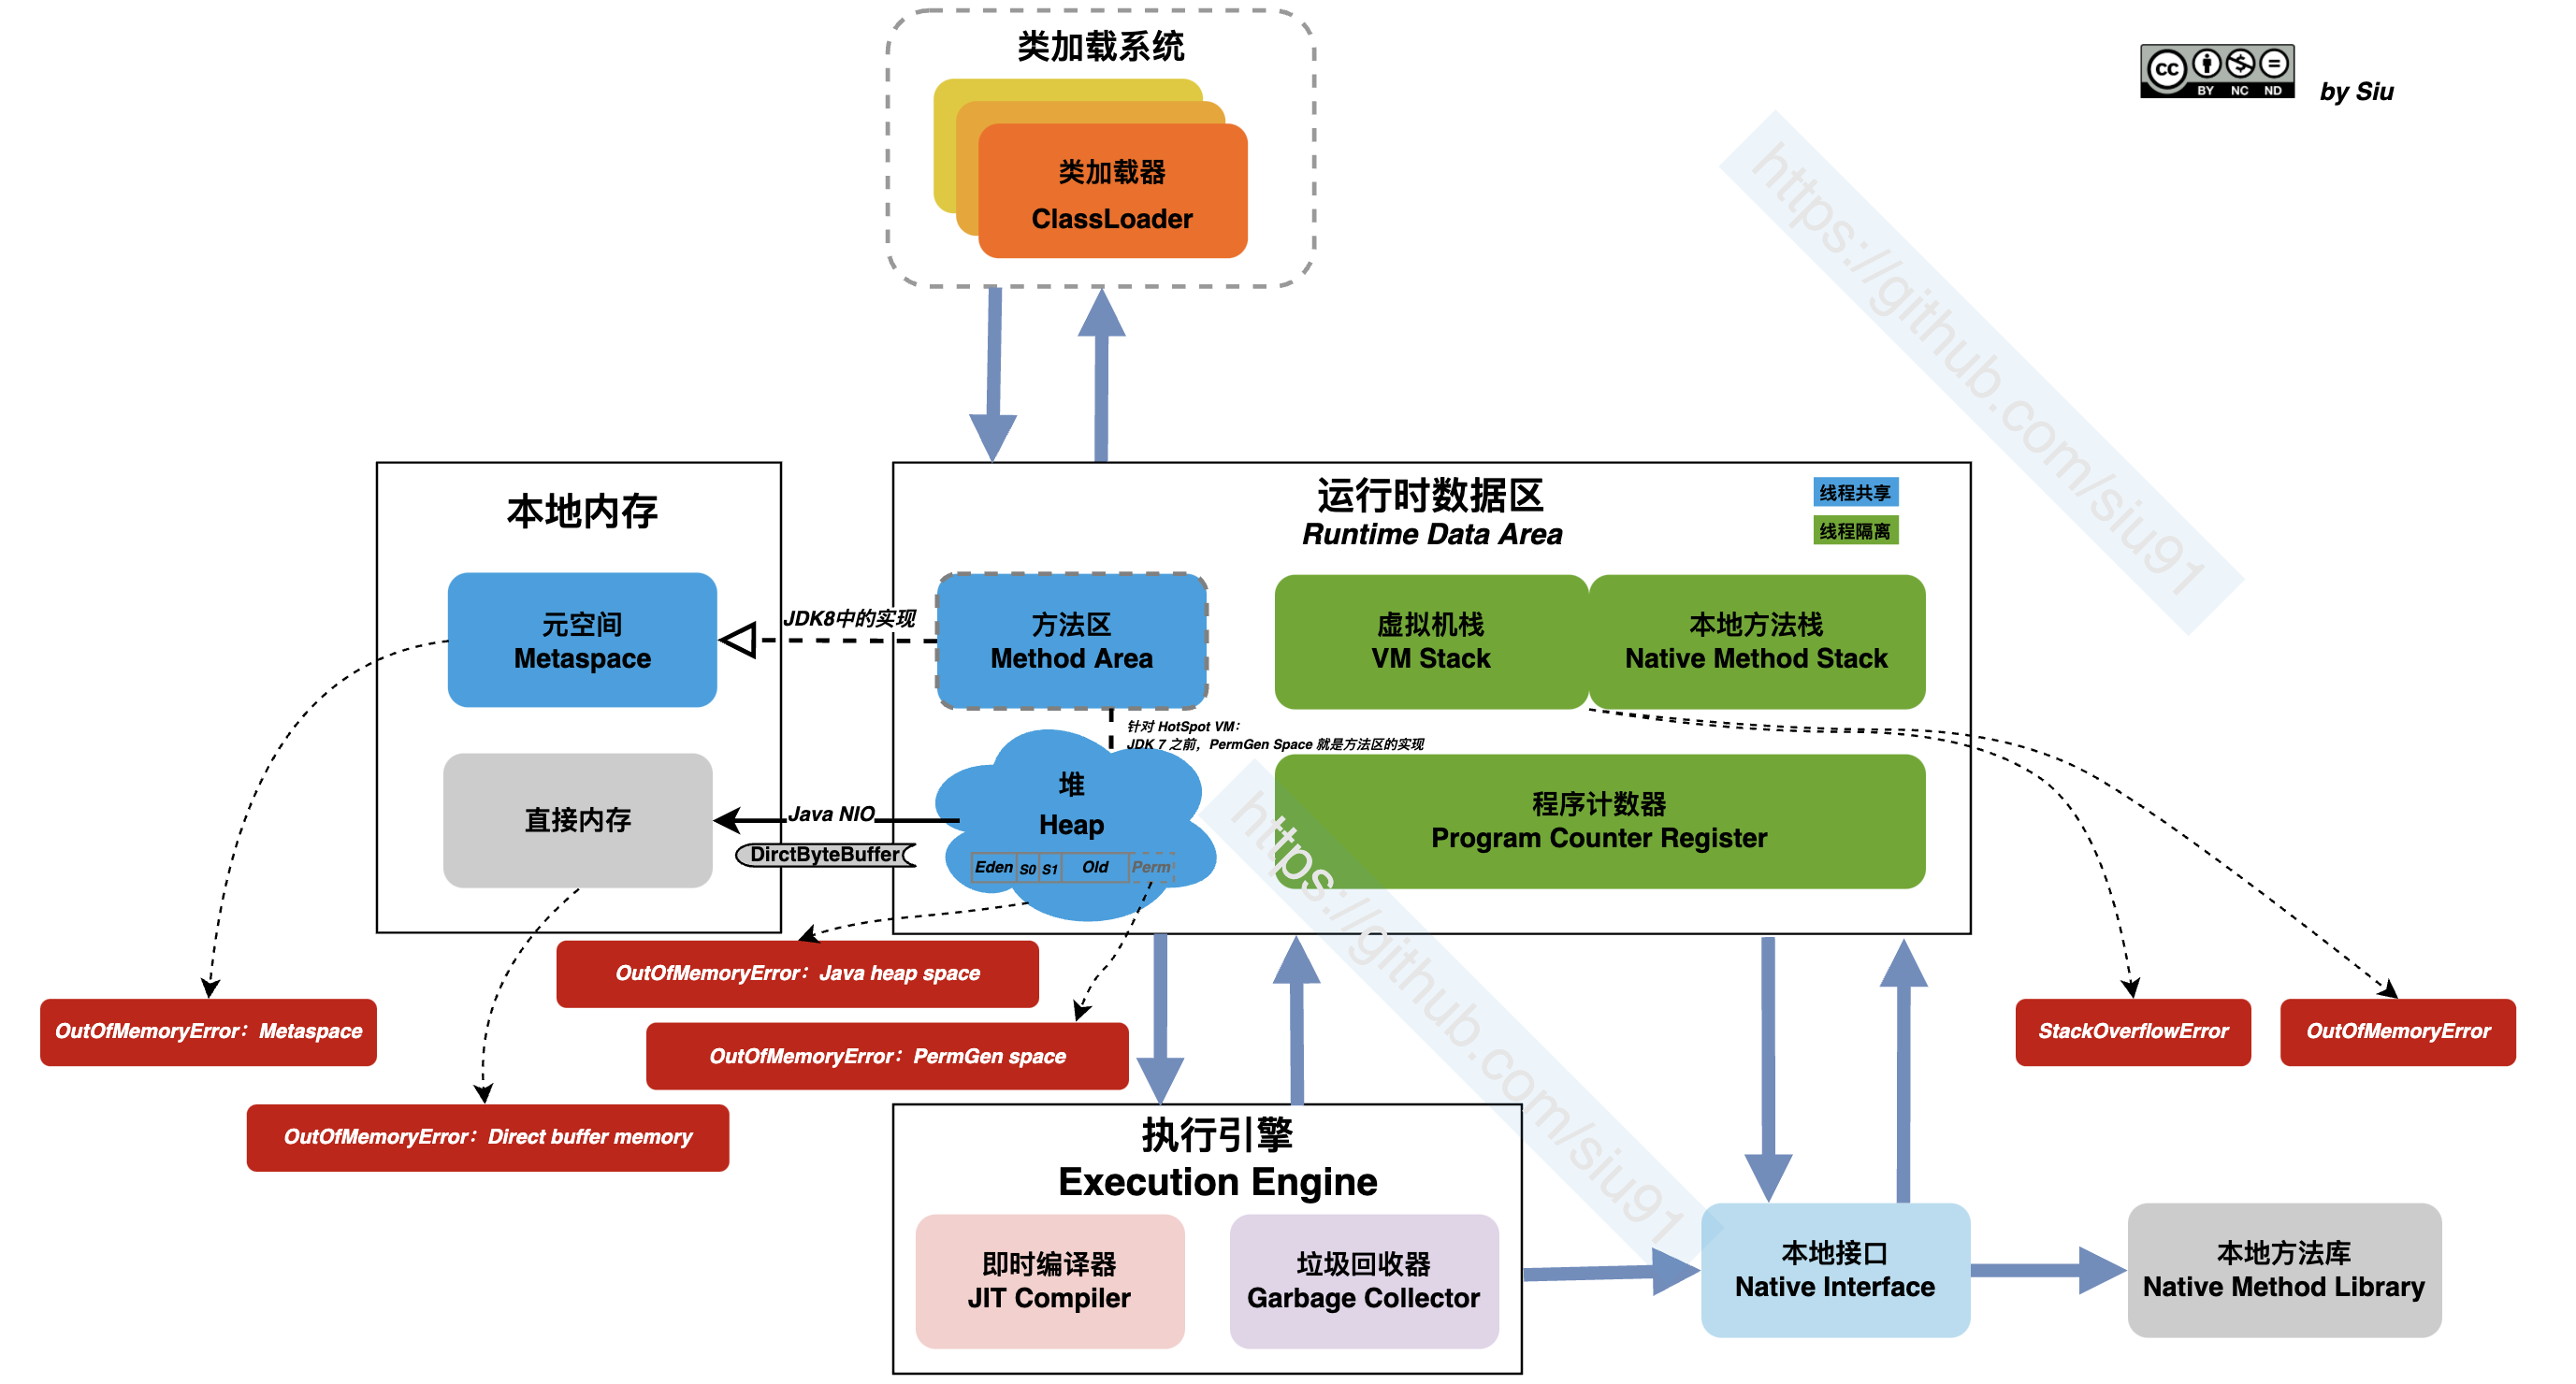 类加载系统
类加载器
ClassLoader
CC BY NC ND
by Siu
https://github.com/siu91
本地内存
元空间
Metaspace
直接内存
JDK8中的实现
Java NIO
DirctByteBuffer
运行时数据区
Runtime Data Area
线程共享
线程隔离
方法区
Method Area
虚拟机栈
VM Stack
本地方法栈
Native Method Stack
针对 HotSpot VM：
JDK 7 之前，PermGen Space 就是方法区的实现
堆
Heap
Eden S0 S1 Old Perm
程序计数器
Program Counter Register
https://github.com/siu91
OutOfMemoryError：Java heap space
OutOfMemoryError：Metaspace
OutOfMemoryError：PermGen space
OutOfMemoryError：Direct buffer memory
StackOverflowError
OutOfMemoryError
执行引擎
Execution Engine
即时编译器
JIT Compiler
垃圾回收器
Garbage Collector
本地接口
Native Interface
本地方法库
Native Method Library